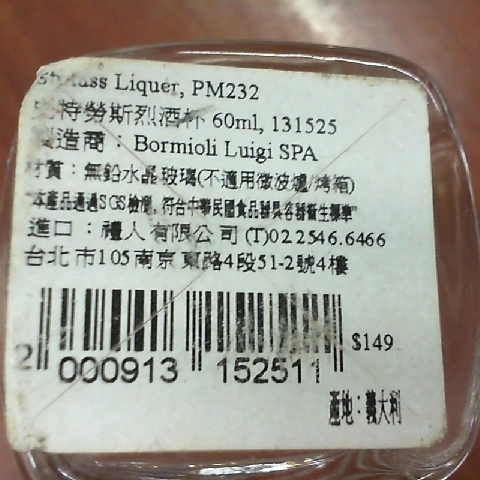 Liquer, PM232
特勞斯烈酒杯 60ml, 131525
製造商：Bormioli Luigi SPA
材質：無鉛水晶玻璃(不適用微波爐/烤箱)
"本產品通過SGS檢測, 符合中華民國食品器具容器衛生標準"
進口：禮人有限公司 (T)02.2546.6466
台北市105南京東路4段51-2號4樓
$149
2 000913 152511
產地：義大利